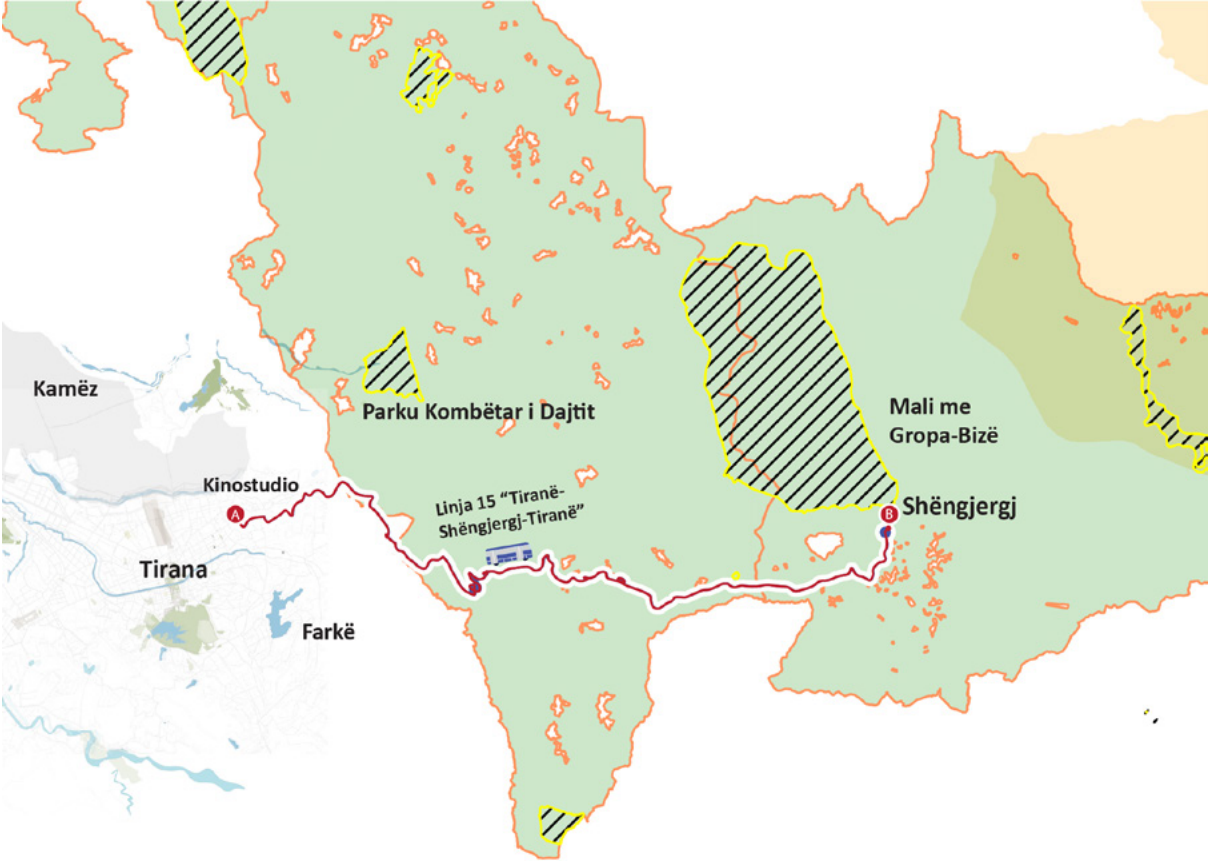 Kamëz
Parku Kombëtar i Dajtit
Mali me
Gropa-Bizë
Kinostudio
A
Linja 15 “Tiranë-
Shëngjergj-Tiranë”
B
Shëngjergj
Tirana
Farkë